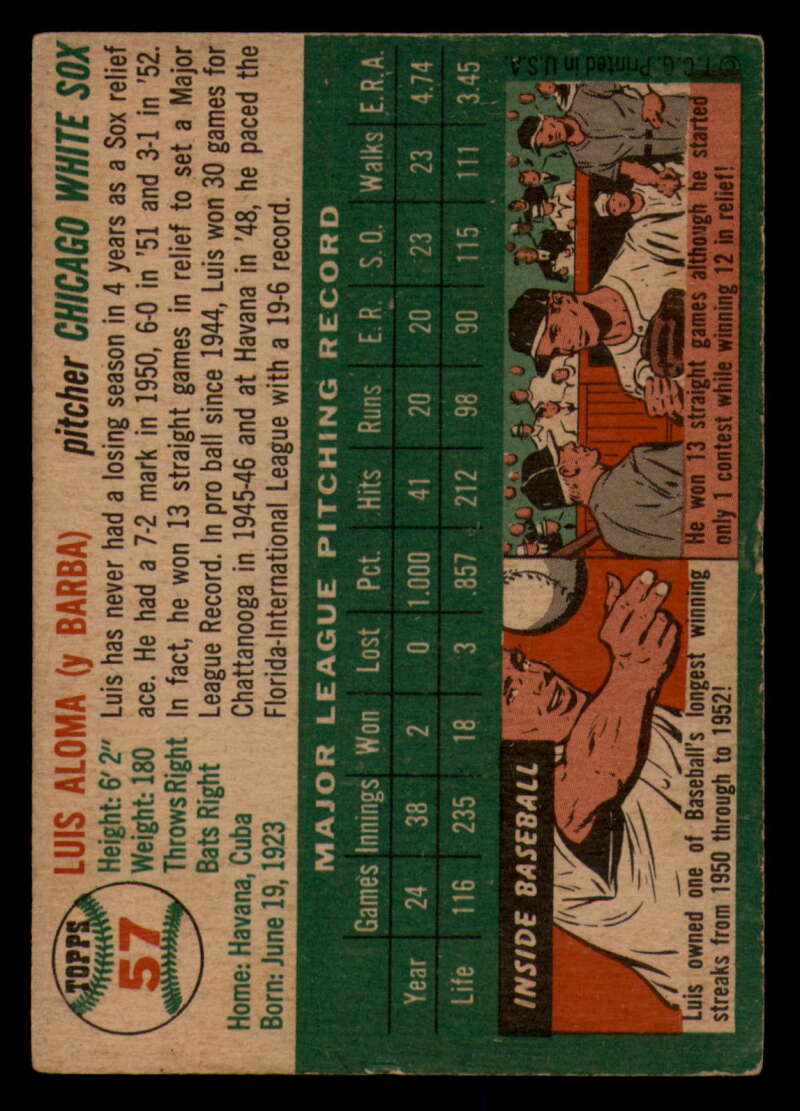 TOPPS
57
LUIS ALOMA (y BARBA)
pitcher CHICAGO WHITE SOX
Height: 6' 2"
Weight: 180
Throws Right
Bats Right
Home: Havana, Cuba
Born: June 19, 1923
Luis has never had a losing season in 4 years as a Sox relief
ace. He had a 7-2 mark in 1950, 6-0 in '51 and 3-1 in '52.
In fact, he won 13 straight games in relief to set a Major
League Record. In pro ball since 1944, Luis won 30 games for
Chattanooga in 1945-46 and at Havana in '48, he paced the
Florida-International League with a 19-6 record.
MAJOR LEAGUE PITCHING RECORD
Games Innings Won Lost Pct. Hits Runs E.R. S.O. Walks E.R.A.
Year 24 38 2 0 1.000 41 20 20 23 23 4.74
Life 116 235 18 3 .857 212 98 90 115 111 3.45
INSIDE BASEBALL
Luis owned one of Baseball's longest winning
streaks from 1950 through to 1952!
He won 13 straight games although he started
only 1 contest while winning 12 in relief!
© T.C.G. Printed in U.S.A.